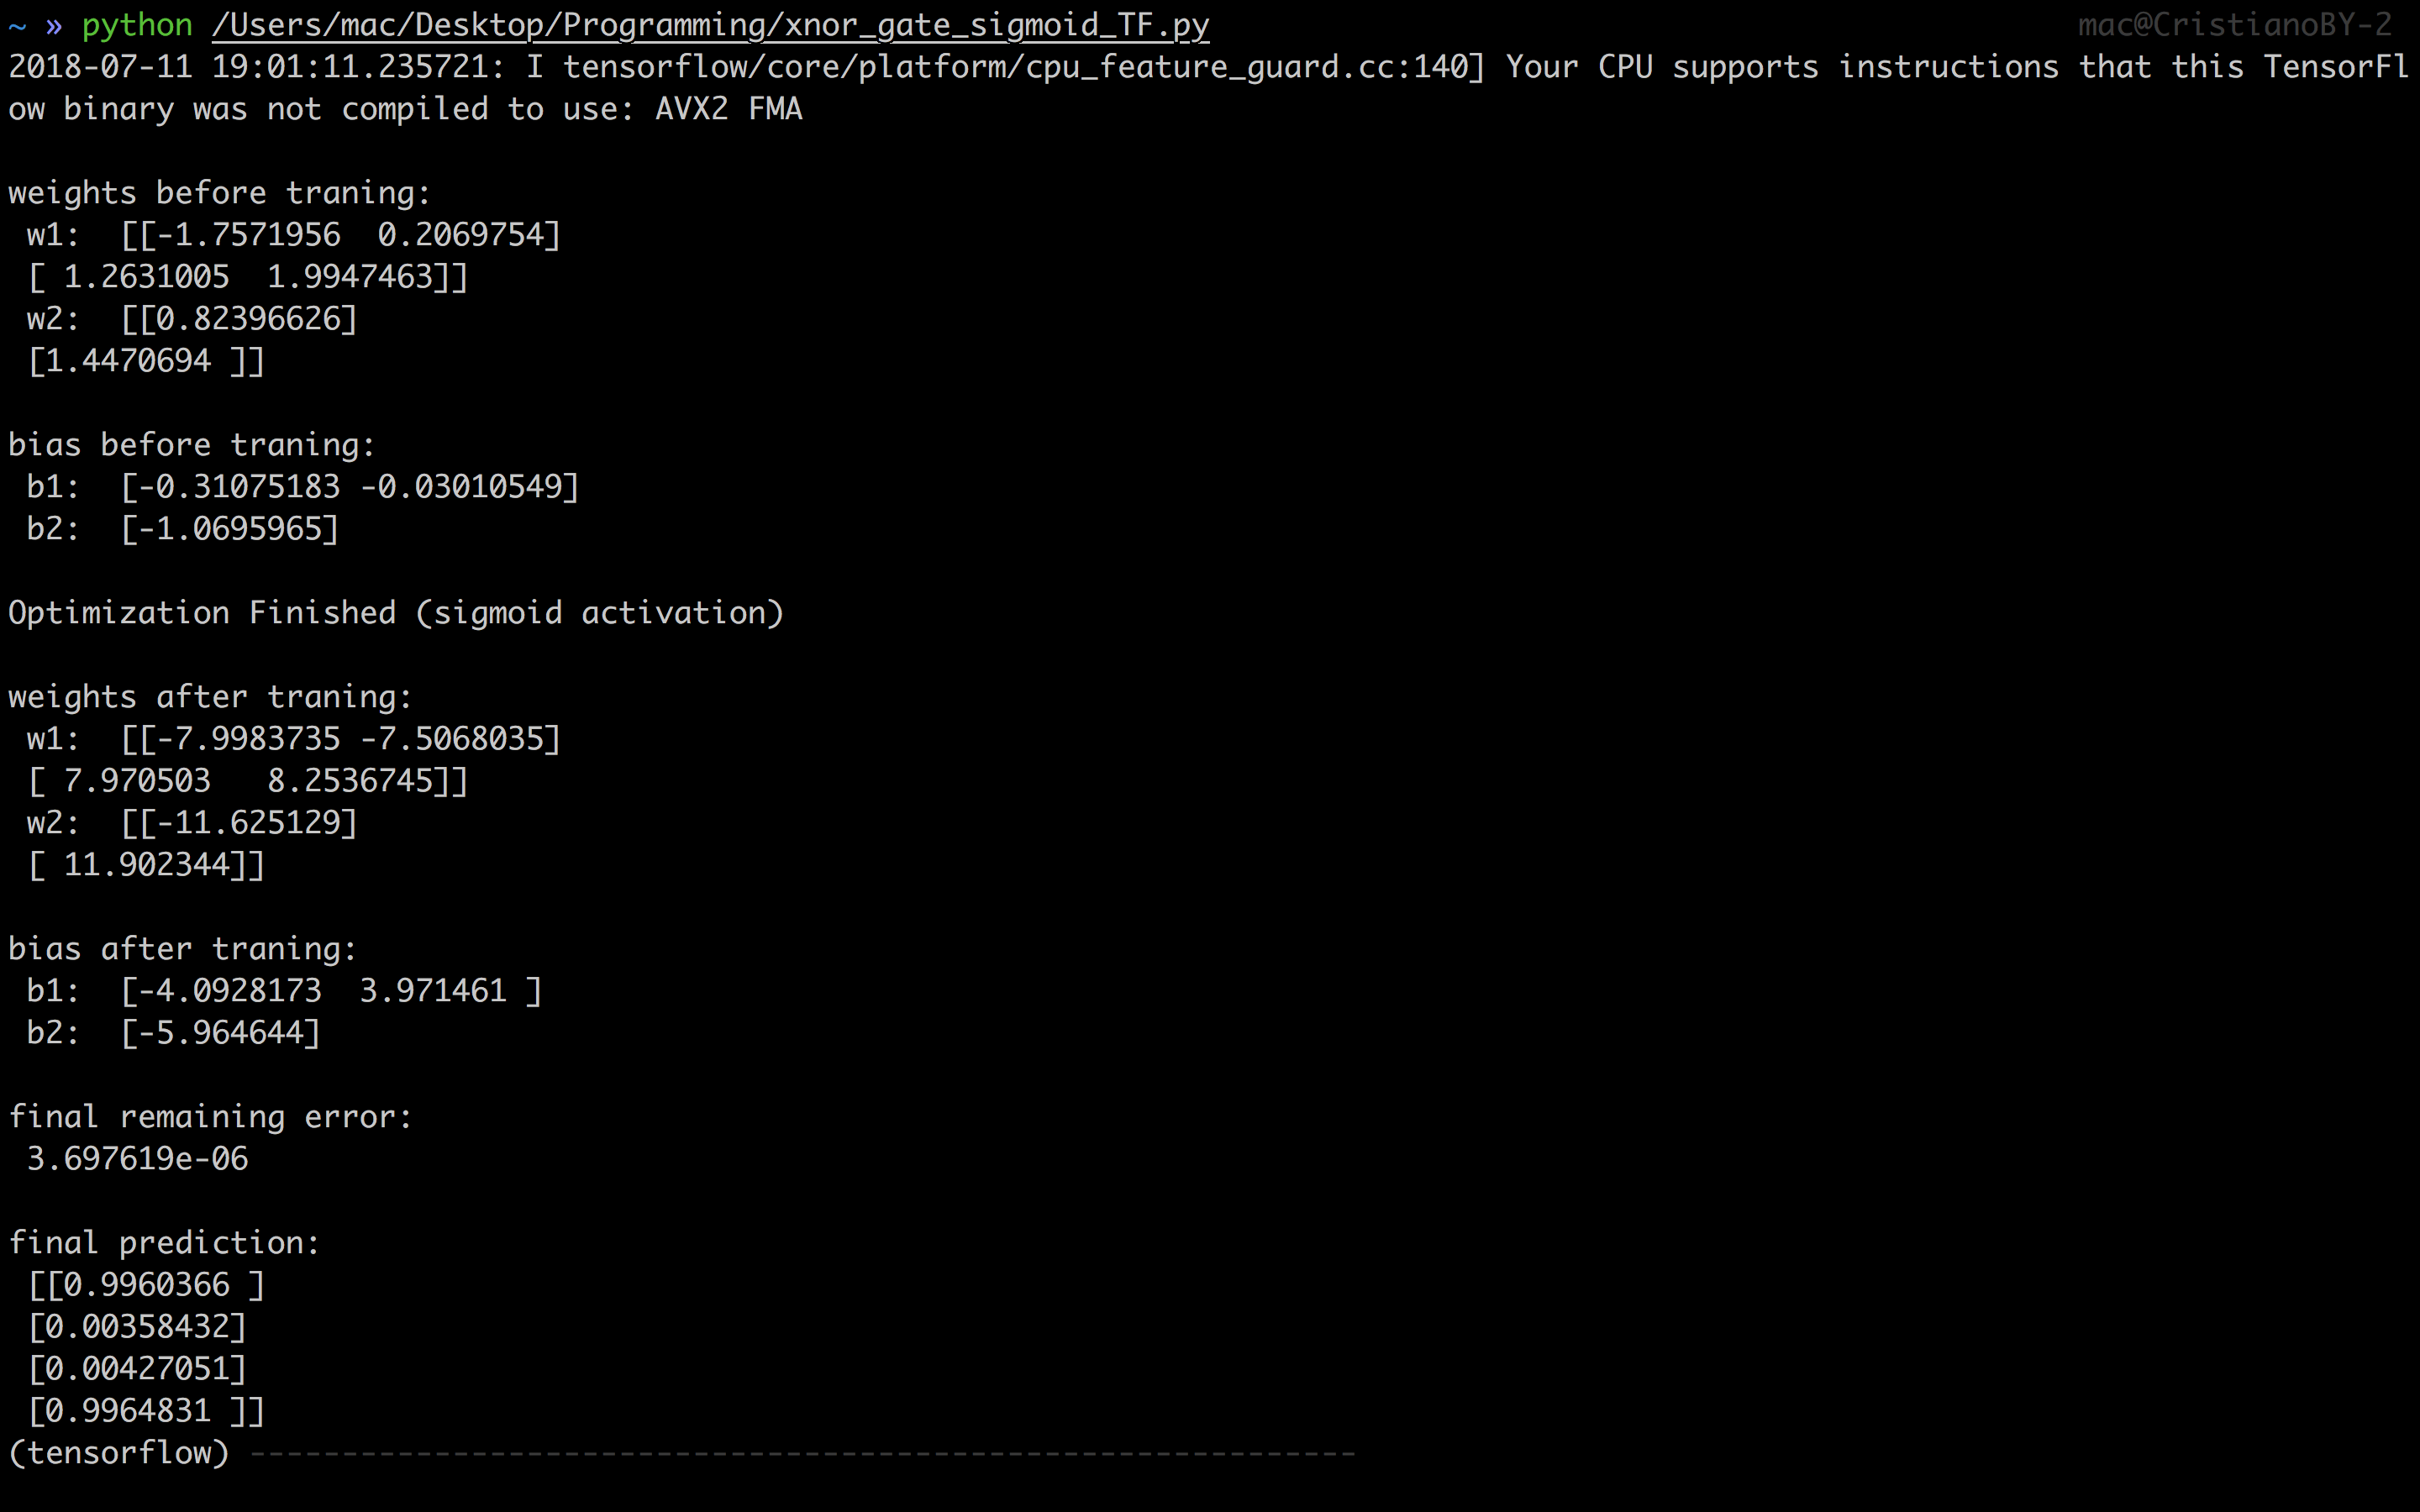 ~ » python /Users/mac/Desktop/Programming/xnor_gate_sigmoid_TF.py mac@CristianoBY-2
2018-07-11 19:01:11.235721: I tensorflow/core/platform/cpu_feature_guard.cc:140] Your CPU supports instructions that this TensorFl
ow binary was not compiled to use: AVX2 FMA
weights before traning:
w1:  [[-1.7571956  0.2069754]
[ 1.2631005  1.9947463]]
w2:  [[0.82396626]
[1.4470694 ]]
bias before traning:
b1:  [-0.31075183 -0.03010549]
b2:  [-1.0695965]
Optimization Finished (sigmoid activation)
weights after traning:
w1:  [[-7.9983735 -7.5068035]
[ 7.970503   8.2536745]]
w2:  [[-11.625129]
[ 11.902344]]
bias after traning:
b1:  [-4.0928173  3.971461 ]
b2:  [-5.964644]
final remaining error:
3.697619e-06
final prediction:
[[0.9960366 ]
[0.00358432]
[0.00427051]
[0.9964831 ]]
(tensorflow) ------------------------------------------------------------